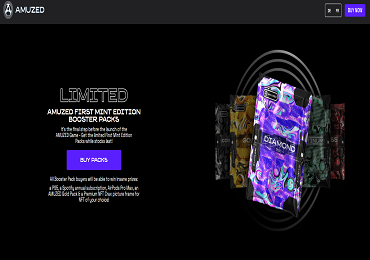 AMUZED
BUY NOW
LIMITED
AMUZED FIRST MINT EDITION
BOOSTER PACKS
It's the final step before the launch of the
AMUZED Game - Get the limited First Mint Edition
Packs while stocks last!
BUY PACKS
All Booster Pack buyers will be able to win insane prizes:
a PS5, a Spotify annual subscription, AirPods Pro Max, an
AMUZED Gold Pack & a Premium NFT Drac picture frame for
NFT of your choice!
DIAMOND